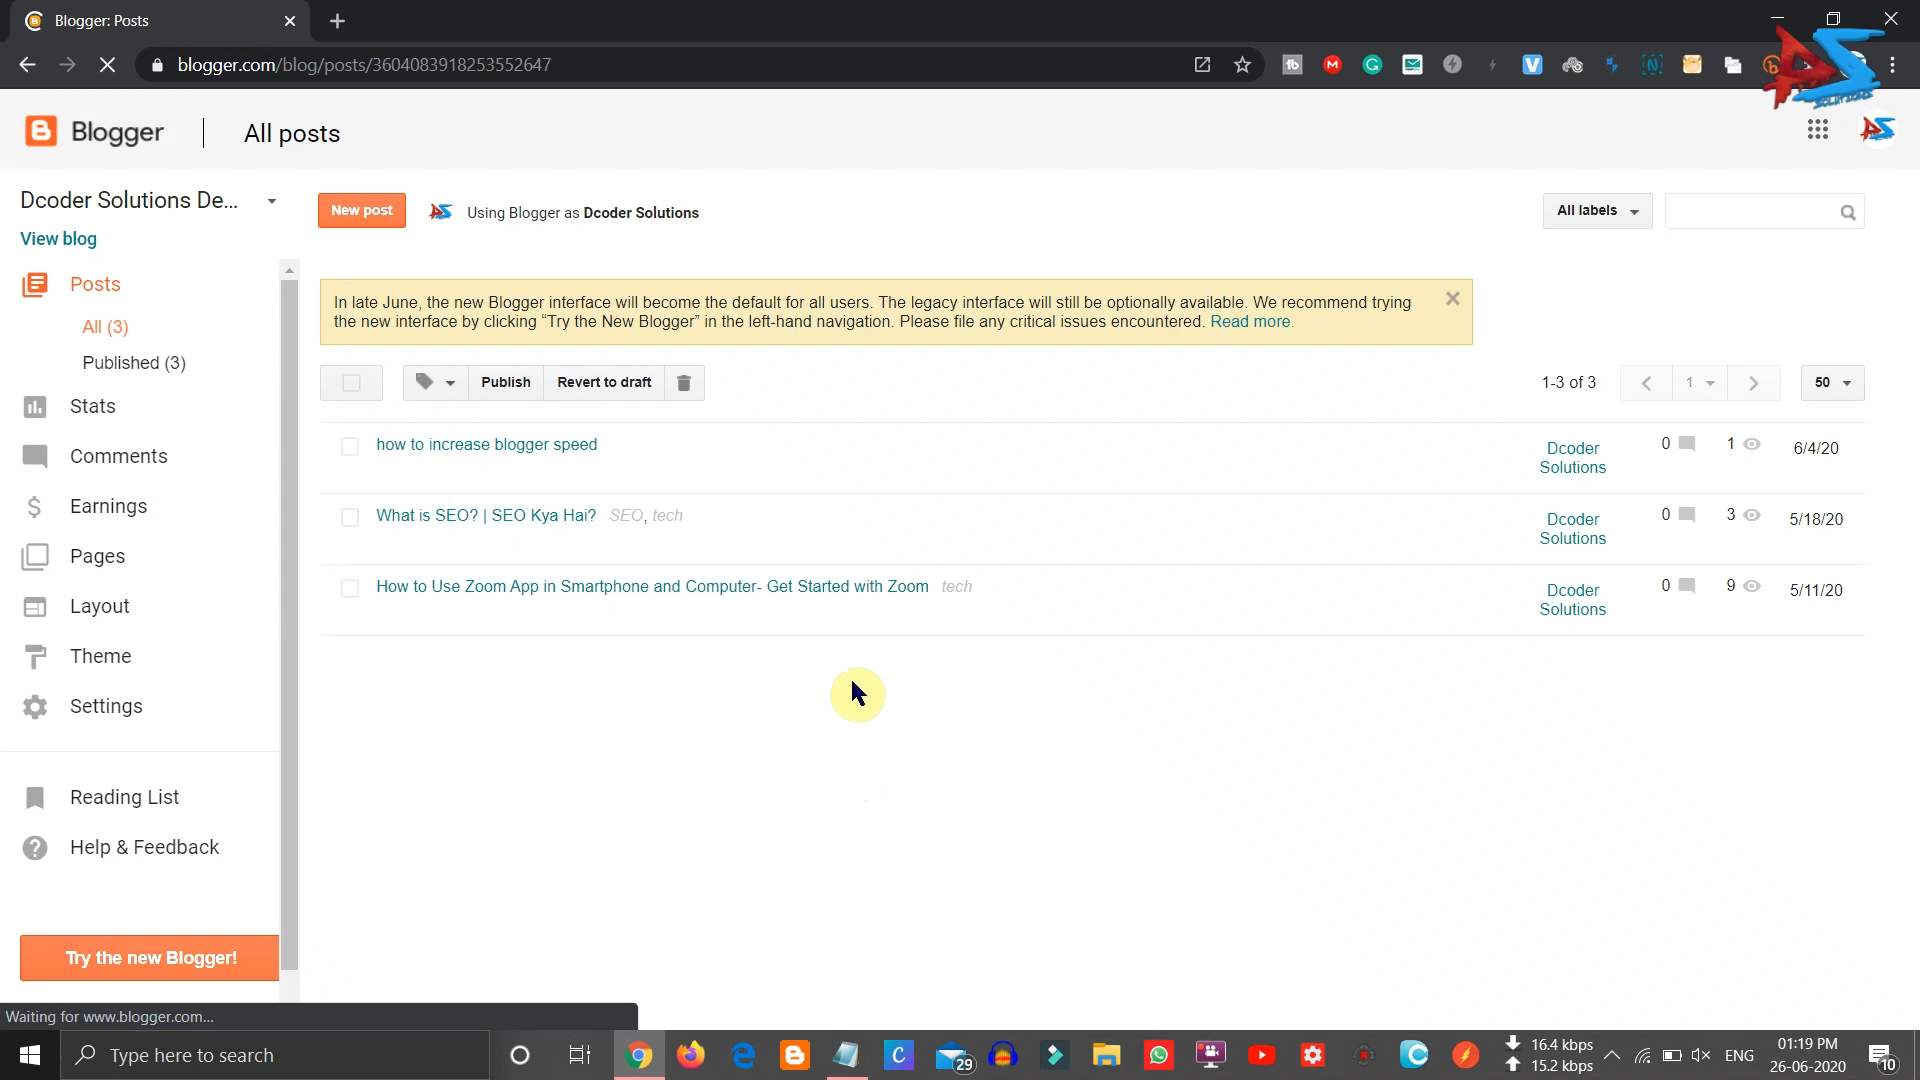 Blogger: Posts
blogger.com/blog/posts/3604083918253552647
SOLUTIONS
Blogger
All posts
Dcoder Solutions De...
View blog
New post
Using Blogger as Dcoder Solutions
All labels
Posts
All (3)
Published (3)
Stats
Comments
Earnings
Pages
Layout
Theme
Settings
Reading List
Help & Feedback
Try the new Blogger!
In late June, the new Blogger interface will become the default for all users. The legacy interface will still be optionally available. We recommend trying
the new interface by clicking “Try the New Blogger” in the left-hand navigation. Please file any critical issues encountered. Read more.
Publish
Revert to draft
1-3 of 3
1
50
how to increase blogger speed
Dcoder
Solutions
0
1
6/4/20
What is SEO? | SEO Kya Hai? SEO, tech
Dcoder
Solutions
0
3
5/18/20
How to Use Zoom App in Smartphone and Computer- Get Started with Zoom tech
Dcoder
Solutions
0
9
5/11/20
Waiting for www.blogger.com...
Type here to search
29
16.4 kbps
15.2 kbps
ENG
01:19 PM
26-06-2020
10